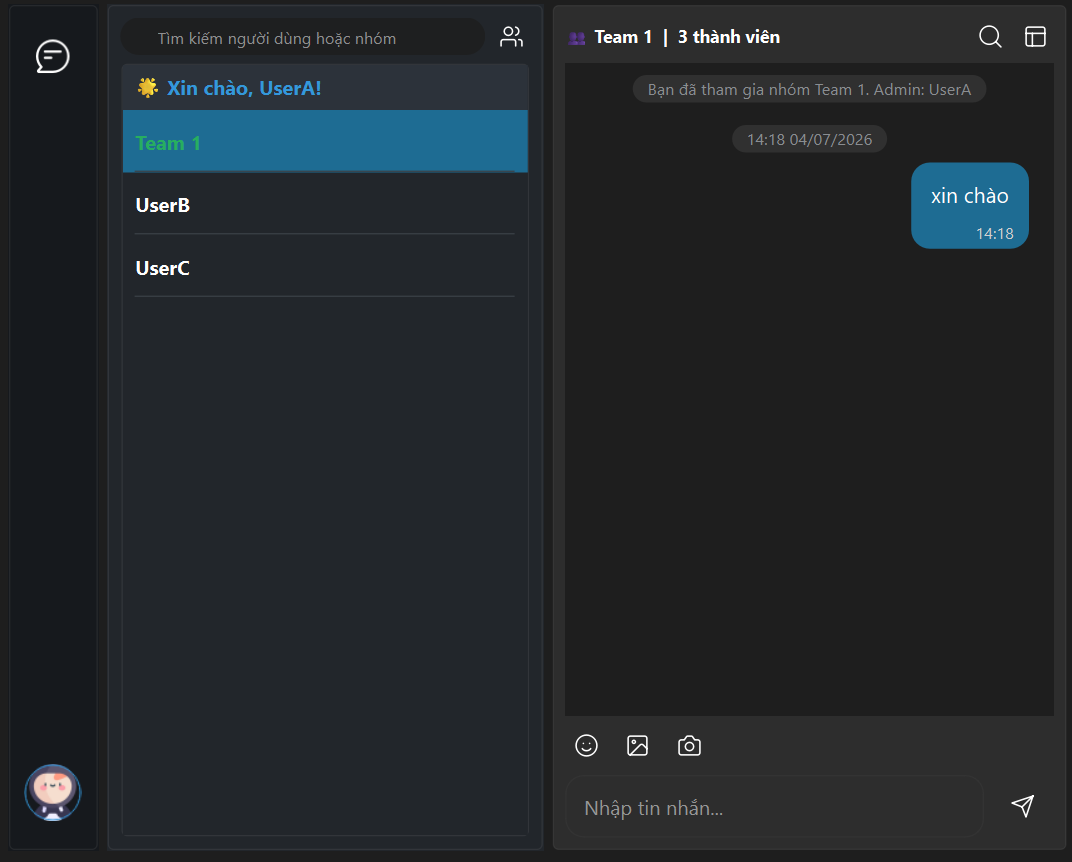 Tìm kiếm người dùng hoặc nhóm
🌟 Xin chào, UserA!
Team 1
UserB
UserC
👥 Team 1 | 3 thành viên
Bạn đã tham gia nhóm Team 1. Admin: UserA
14:18 04/07/2026
xin chào
14:18
Nhập tin nhắn...